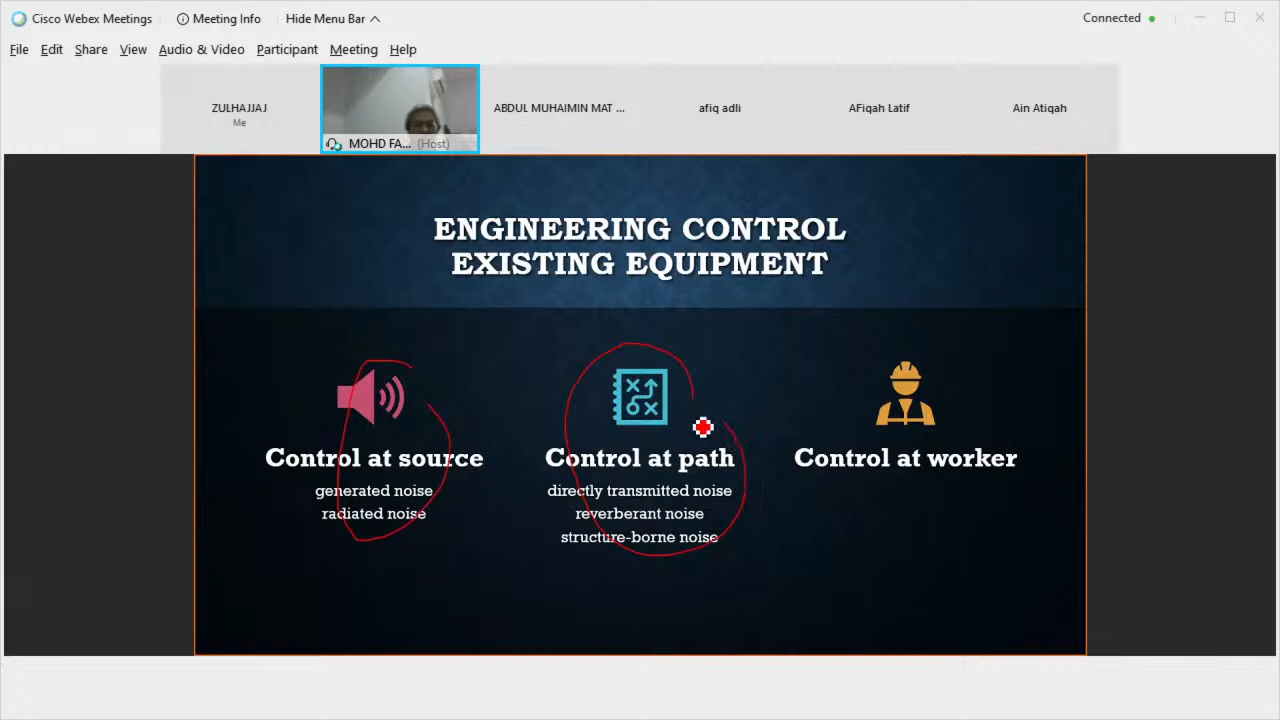 Cisco Webex Meetings
Meeting Info
Hide Menu Bar
Connected
File Edit Share View Audio & Video Participant Meeting Help
ZULHAJJAJ
Me
MOHD FA... (Host)
ABDUL MUHAIMIN MAT ...
afiq adli
AFiqah Latif
Ain Atiqah
ENGINEERING CONTROL
EXISTING EQUIPMENT
Control at source
generated noise
radiated noise
Control at path
directly transmitted noise
reverberant noise
structure-borne noise
Control at worker